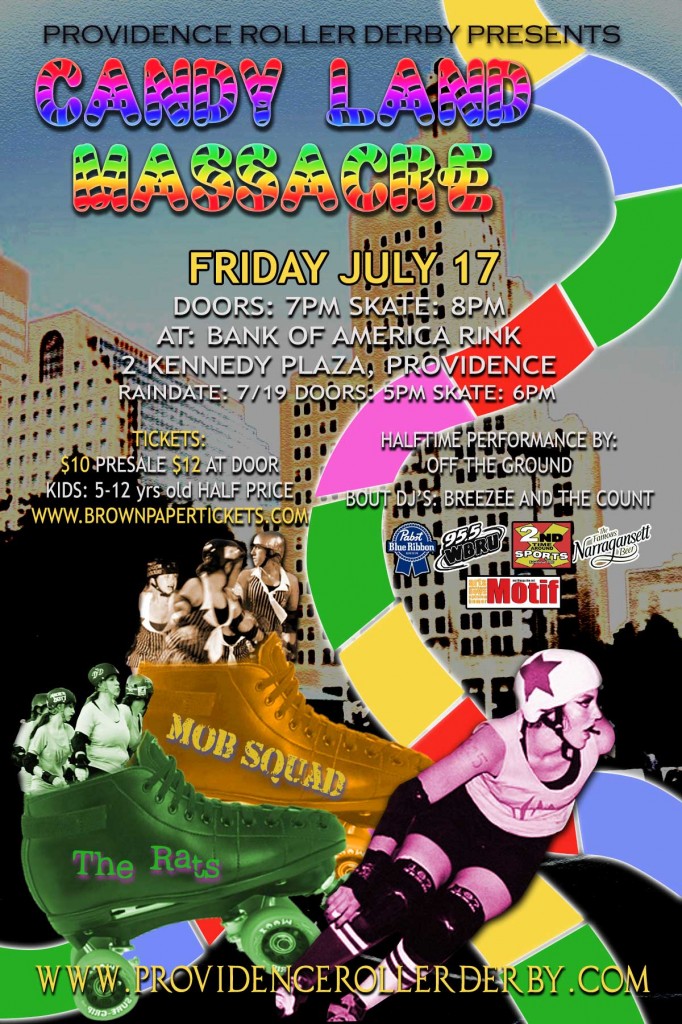 PROVIDENCE ROLLER DERBY PRESENTS
CANDY LAND
MASSACRE
FRIDAY JULY 17
DOORS: 7PM SKATE: 8PM
AT: BANK OF AMERICA RINK
2 KENNEDY PLAZA, PROVIDENCE
RAINDATE: 7/19 DOORS: 5PM SKATE: 6PM
TICKETS:
$10 PRESALE $12 AT DOOR
KIDS: 5-12 yrs old HALF PRICE
WWW.BROWNPAPERTICKETS.COM
HALFTIME PERFORMANCE BY:
OFF THE GROUND
BOUT DJ'S: BREEZEE AND THE COUNT
Pabst
Blue Ribbon
95.5
WBRU
2ND
TIME AROUND
SPORTS
The Famous
Narragansett
Beer
Motif
MOB SQUAD
The Rats
WWW.PROVIDENCEROLLERDERBY.COM